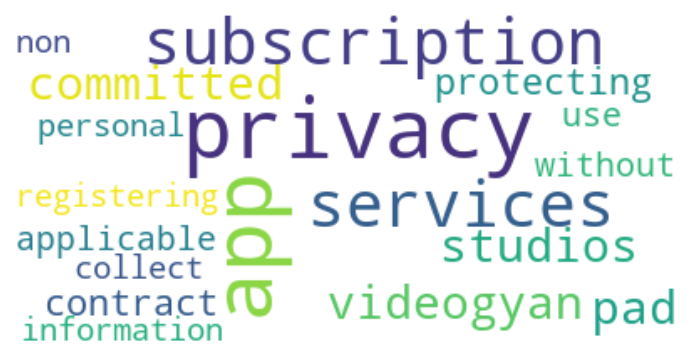 non
subscription
committed
protecting
personal
privacy
use
without
registering
app
services
applicable
studios
collect
contract
videogyan
pad
information